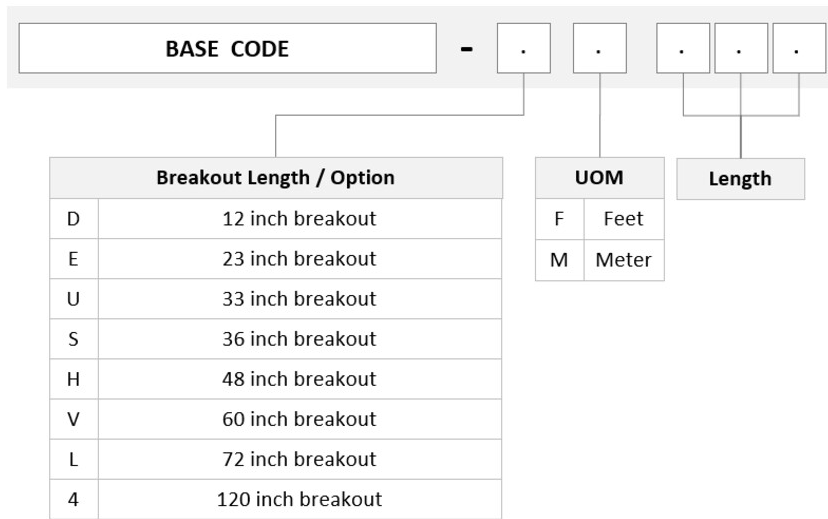 BASE CODE - . . . . .
Breakout Length / Option
D 12 inch breakout
E 23 inch breakout
U 33 inch breakout
S 36 inch breakout
H 48 inch breakout
V 60 inch breakout
L 72 inch breakout
4 120 inch breakout
UOM
F Feet
M Meter
Length